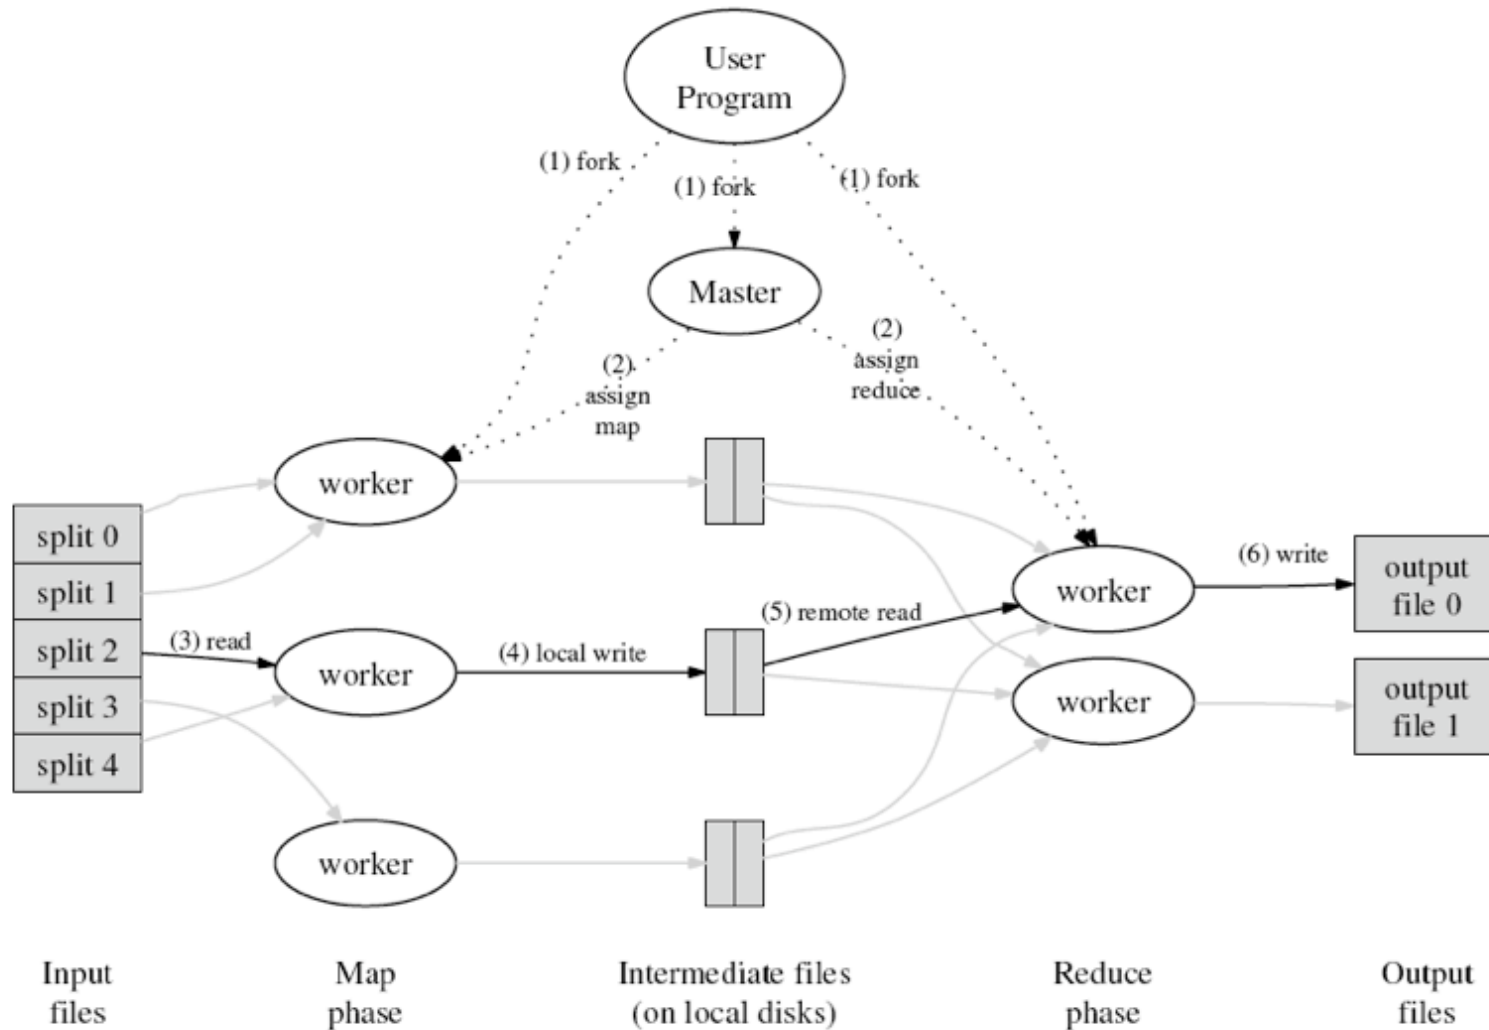 User
Program
(1) fork
(1) fork
(1) fork
Master
(2)
assign
map
(2)
assign
reduce
worker
split 0
split 1
split 2
split 3
split 4
(3) read
worker
(4) local write
(5) remote read
worker
(6) write
output
file 0
worker
output
file 1
worker
Input
files
Map
phase
Intermediate files
(on local disks)
Reduce
phase
Output
files